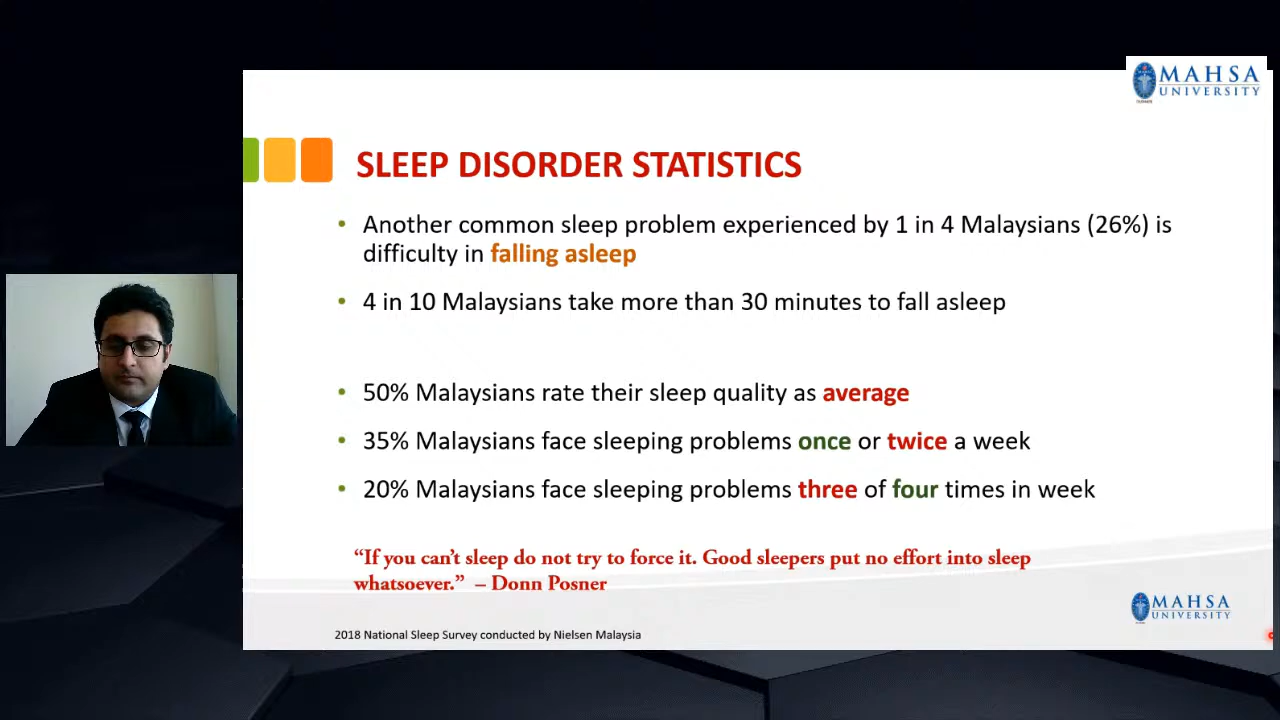 MAHSA
UNIVERSITY
SLEEP DISORDER STATISTICS
• Another common sleep problem experienced by 1 in 4 Malaysians (26%) is
difficulty in falling asleep
• 4 in 10 Malaysians take more than 30 minutes to fall asleep
• 50% Malaysians rate their sleep quality as average
• 35% Malaysians face sleeping problems once or twice a week
• 20% Malaysians face sleeping problems three of four times in week
“If you can’t sleep do not try to force it. Good sleepers put no effort into sleep
whatsoever.” – Donn Posner
MAHSA
UNIVERSITY
2018 National Sleep Survey conducted by Nielsen Malaysia